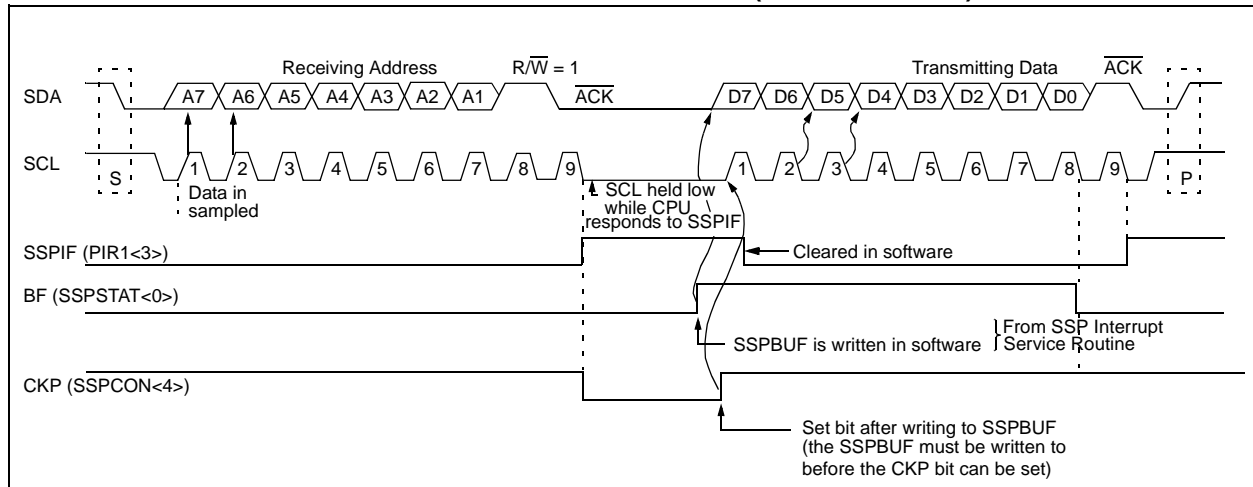 Receiving Address R/W = 1 Transmitting Data ACK
SDA A7 A6 A5 A4 A3 A2 A1 ACK D7 D6 D5 D4 D3 D2 D1 D0
SCL S 1 2 3 4 5 6 7 8 9 1 2 3 4 5 6 7 8 9 P
Data in
sampled
SCL held low
while CPU
responds to SSPIF
SSPIF (PIR1<3>)
Cleared in software
BF (SSPSTAT<0>)
SSPBUF is written in software
From SSP Interrupt
Service Routine
CKP (SSPCON<4>)
Set bit after writing to SSPBUF
(the SSPBUF must be written to
before the CKP bit can be set)